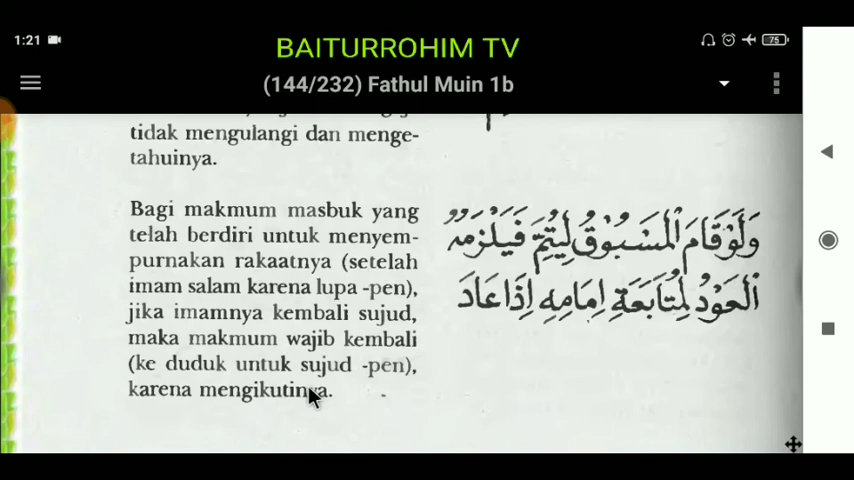 1:21
75
BAITURROHIM TV
(144/232) Fathul Muin 1b
tidak mengulangi dan menge-
tahuinya.
Bagi makmum masbuk yang
telah berdiri untuk menyem-
purnakan rakaatnya (setelah
imam salam karena lupa -pen),
jika imamnya kembali sujud,
maka makmum wajib kembali
(ke duduk untuk sujud -pen),
karena mengikutinya.
وَلَوْ قَامَ الْمَسْبُوْقُ لِيُتِمَّ فَيَلْزَمُهُ
الْعَوْدُ لِمُتَابَعَةِ اِمَامِهِ اِذَا عَادَ